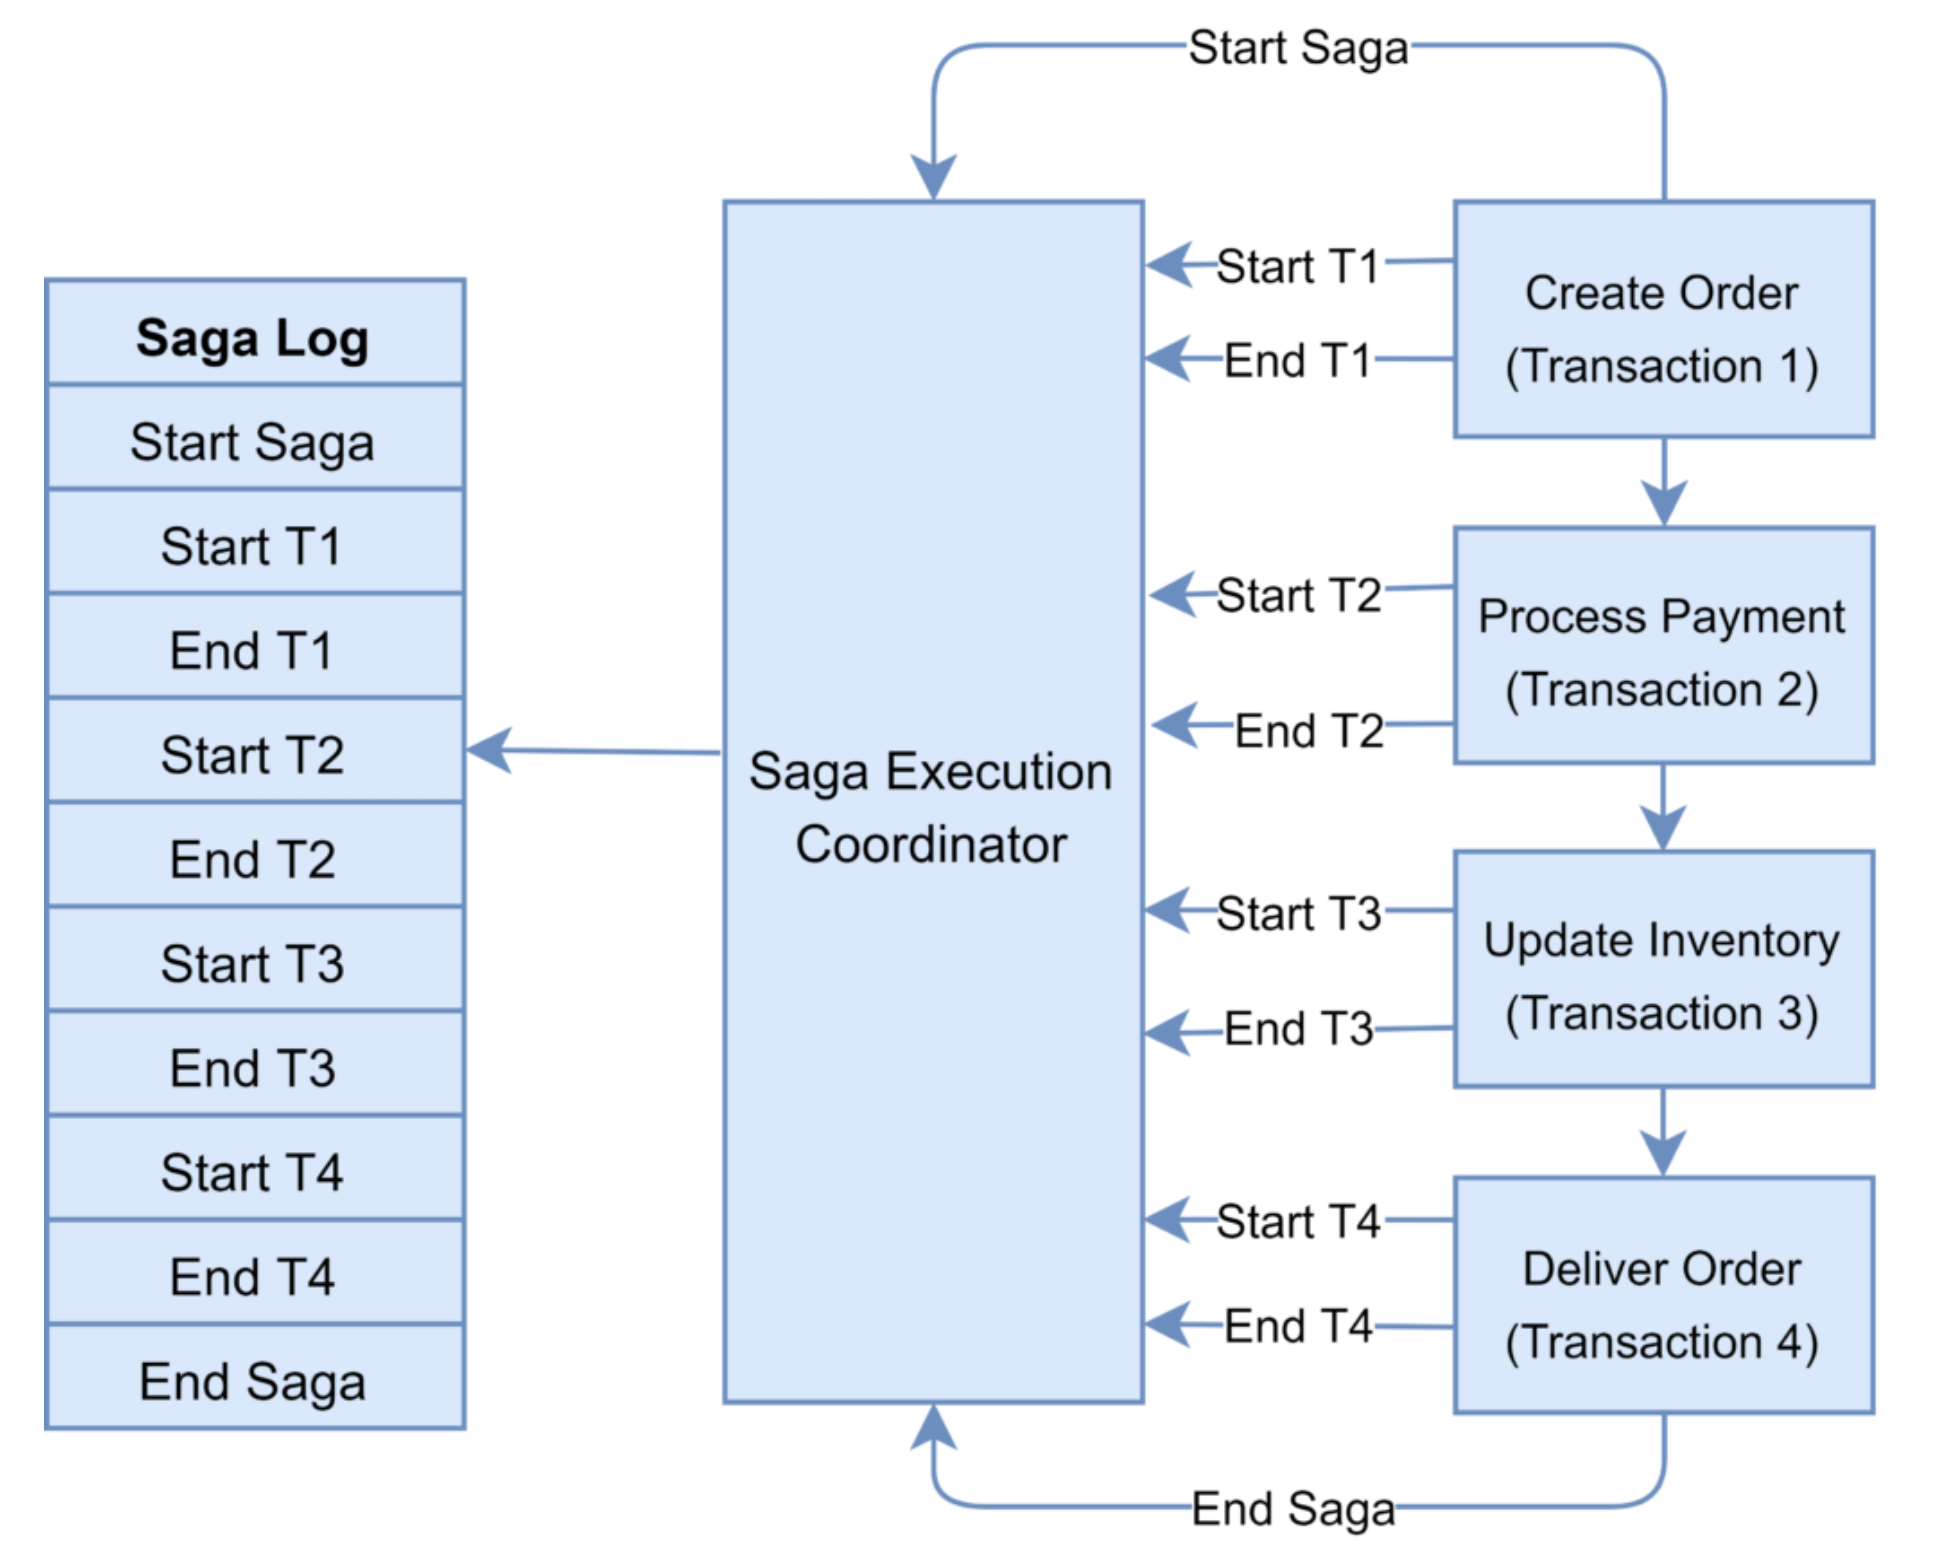 Saga Log
Start Saga
Start T1
End T1
Start T2
End T2
Start T3
End T3
Start T4
End T4
End Saga
Saga Execution
Coordinator
Start Saga
Start T1
End T1
Start T2
End T2
Start T3
End T3
Start T4
End T4
End Saga
Create Order
(Transaction 1)
Process Payment
(Transaction 2)
Update Inventory
(Transaction 3)
Deliver Order
(Transaction 4)